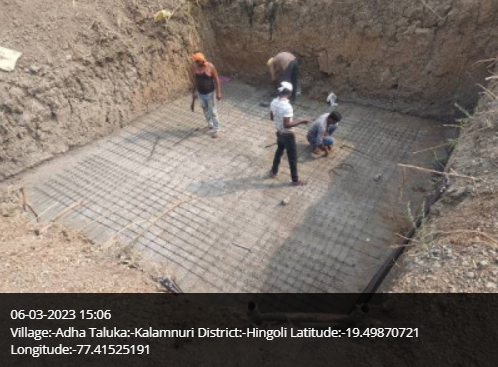 06-03-2023 15:06
Village:-Adha Taluka:-Kalamnuri District:-Hingoli Latitude:-19.49870721
Longitude:-77.41525191